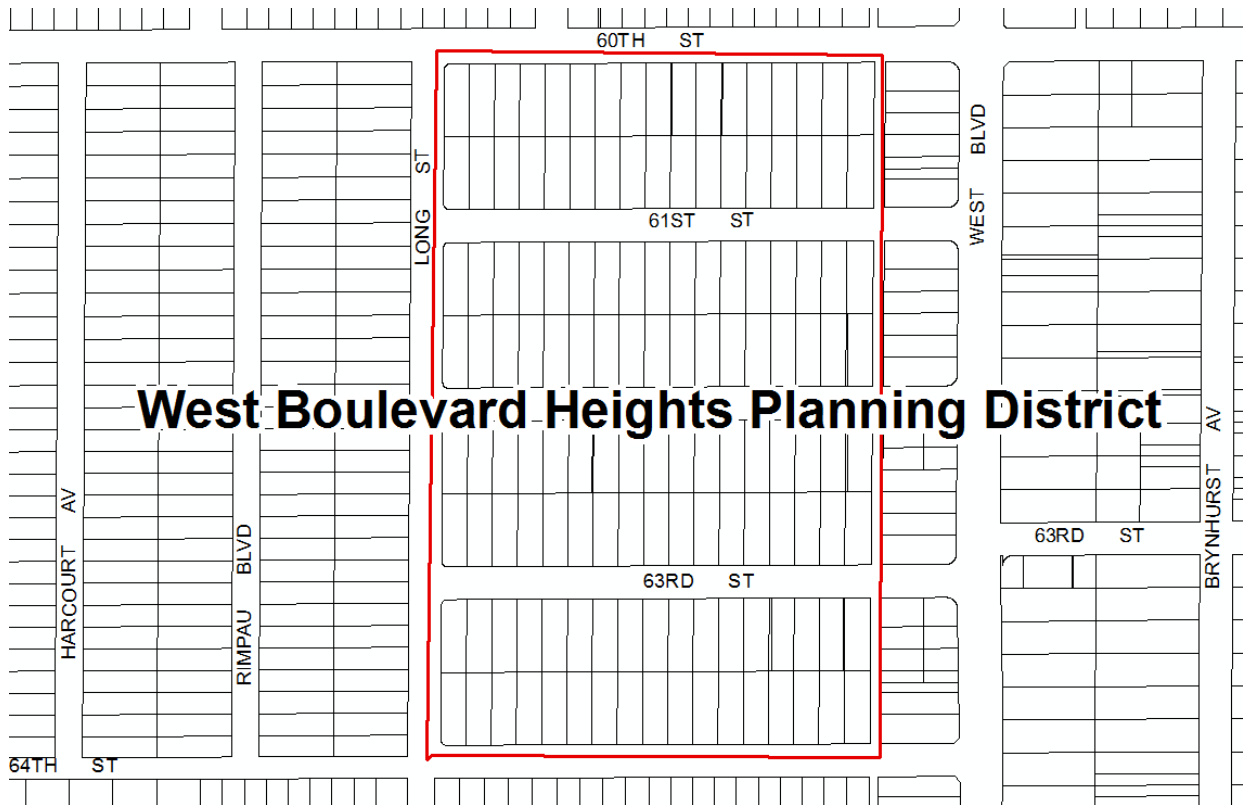 60TH ST
LONG ST
WEST BLVD
61ST ST
West Boulevard Heights Planning District
HARCOURT AV
RIMPAU BLVD
BRYNHURST AV
63RD ST
63RD ST
64TH ST